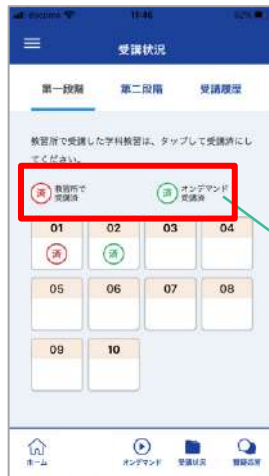 docomo
11:46
62%
受講状況
第一段階
第二段階
受講履歴
教習所で受講した学科教習は、タップして受講済にし
てください。
済 教習所で
受講済
済 オンデマンド
受講済
01 02 03 04
済 済
05 06 07 08
09 10
ホーム
オンデマンド
受講状況